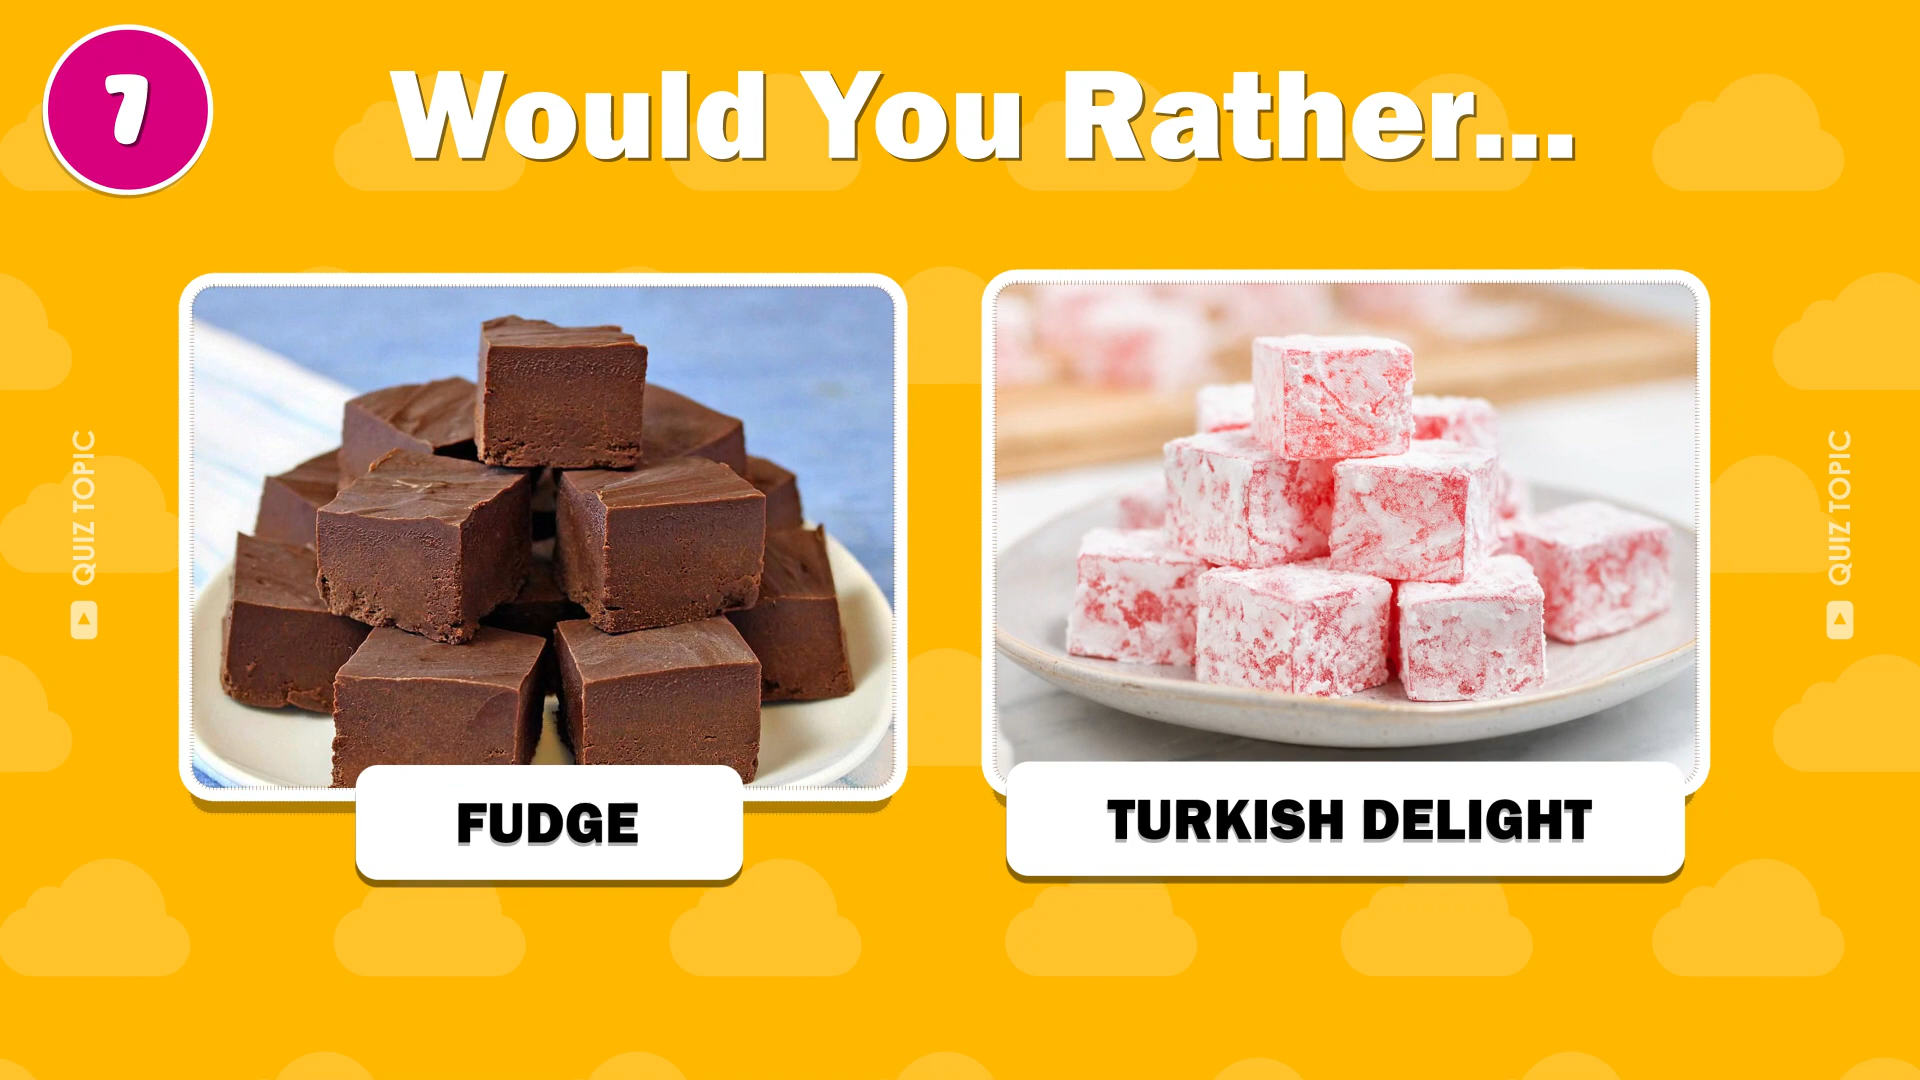 7
Would You Rather...
QUIZ TOPIC
QUIZ TOPIC
FUDGE
TURKISH DELIGHT